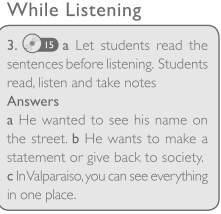 While Listening
3. 15 a Let students read the
sentences before listening. Students
read, listen and take notes
Answers
a He wanted to see his name on
the street. b He wants to make a
statement or give back to society.
c In Valparaiso, you can see everything
in one place.